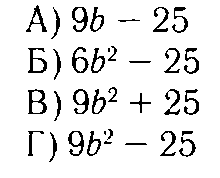 А) 9b − 25
Б) 6b² − 25
В) 9b² + 25
Г) 9b² − 25